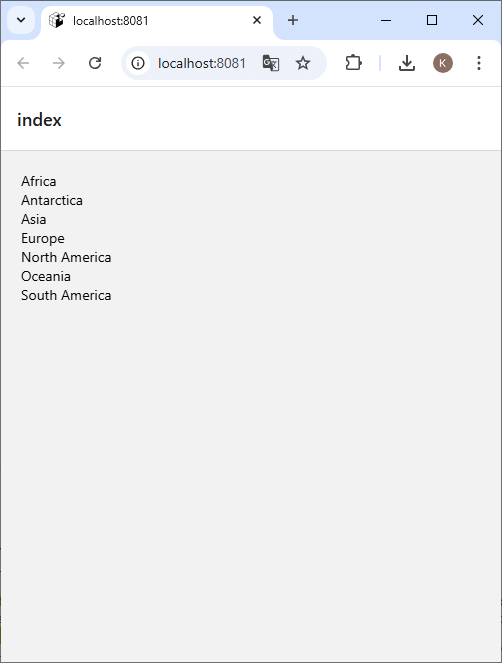 localhost:8081
localhost:8081
K
index
Africa
Antarctica
Asia
Europe
North America
Oceania
South America